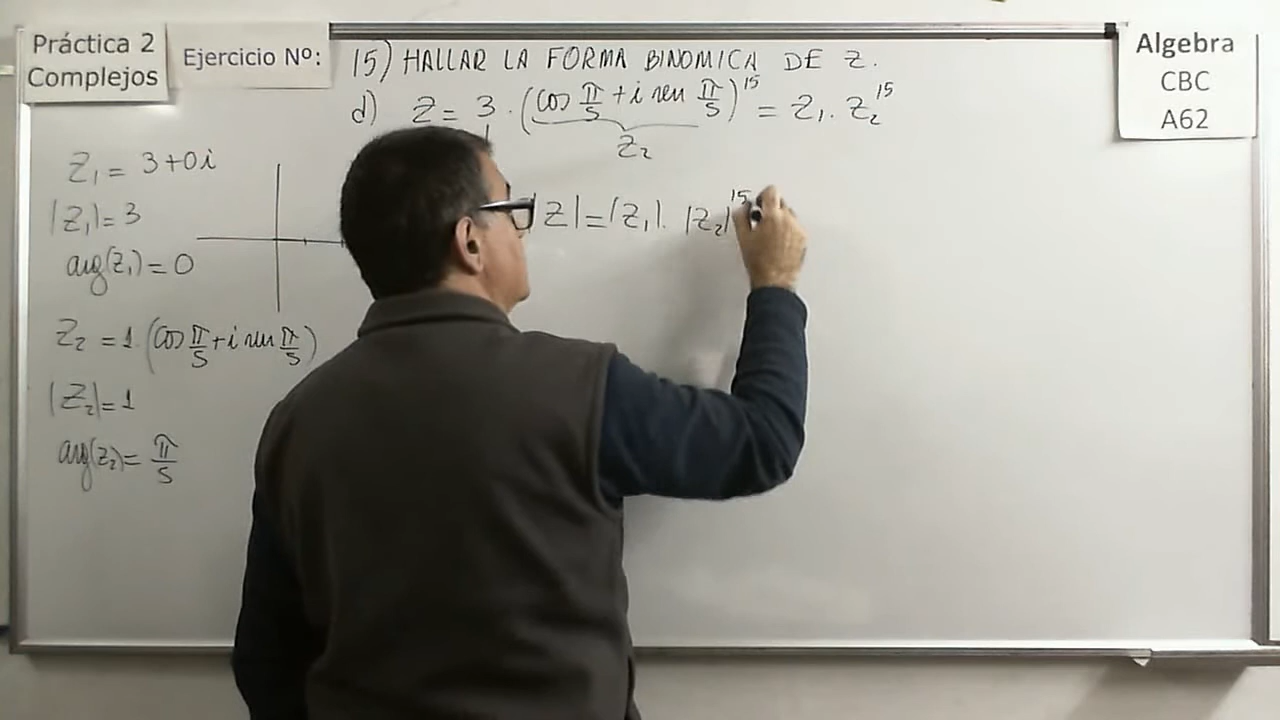 Práctica 2
Complejos
Ejercicio Nº:
15) HALLAR LA FORMA BINOMICA DE Z.
d) Z = 3 . (cos π/5 + i sen π/5)^15 = Z₁ . Z₂^15
Z₂
Algebra
CBC
A62
Z₁ = 3+0i
|Z₁| = 3
arg(Z₁) = 0
Z₂ = 1 (cos π/5 + i sen π/5)
|Z₂| = 1
arg(Z₂) = π/5
|Z| = |Z₁| . |Z₂|^15